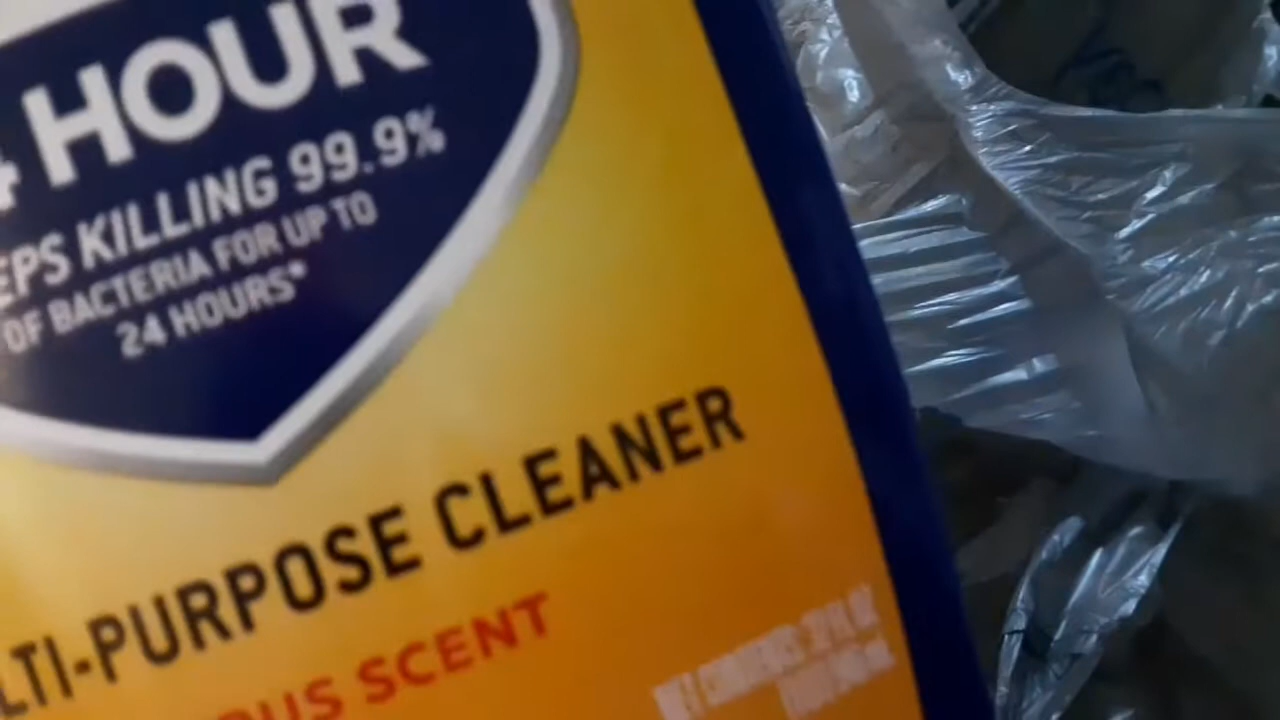 HOUR
EPS KILLING 99.9%
OF BACTERIA FOR UP TO
24 HOURS*
LTI-PURPOSE CLEANER
US SCENT